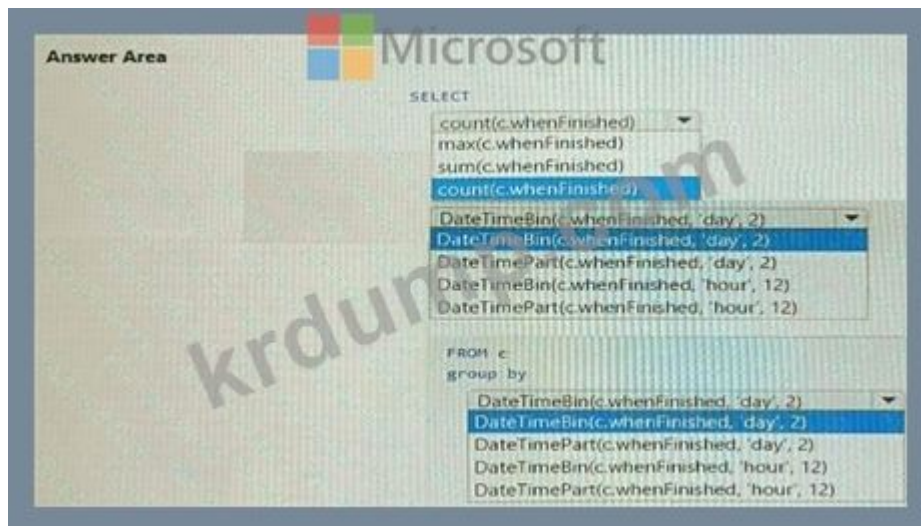 Microsoft
Answer Area
SELECT
count(c.whenFinished)
max(c.whenFinished)
sum(c.whenFinished)
count(c.whenFinished)
DateTimeBin(c.whenFinished, 'day', 2)
DateTimeBin(c.whenFinished, 'day', 2)
DateTimePart(c.whenFinished, 'day', 2)
DateTimeBin(c.whenFinished, 'hour', 12)
DateTimePart(c.whenFinished, 'hour', 12)
krdumps.com
FROM c
group by
DateTimeBin(c.whenFinished, 'day', 2)
DateTimeBin(c.whenFinished, 'day', 2)
DateTimePart(c.whenFinished, 'day', 2)
DateTimeBin(c.whenFinished, 'hour', 12)
DateTimePart(c.whenFinished, 'hour', 12)